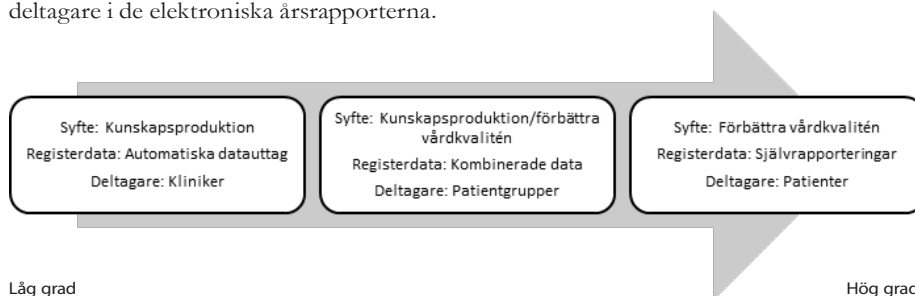 deltagare i de elektroniska årsrapporterna.
Syfte: Kunskapsproduktion
Registerdata: Automatiska datauttag
Deltagare: Kliniker
Syfte: Kunskapsproduktion/förbättra
vårdkvalitén
Registerdata: Kombinerade data
Deltagare: Patientgrupper
Syfte: Förbättra vårdkvalitén
Registerdata: Självrapporteringar
Deltagare: Patienter
Låg grad
Hög grad